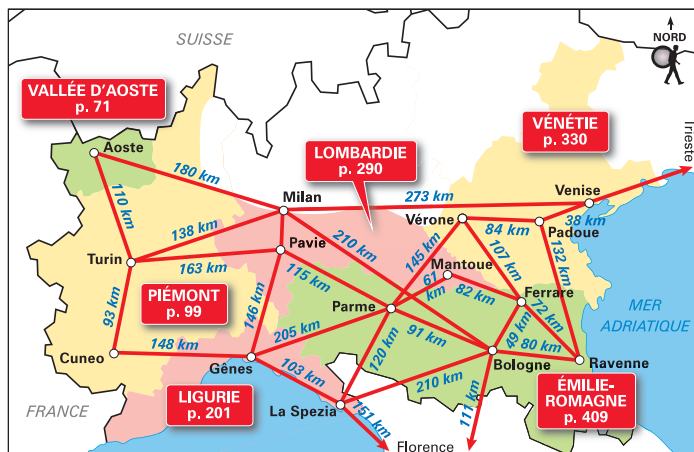 SUISSE
NORD
VALLÉE D'AOSTE
p. 71
VÉNÉTIE
p. 330
LOMBARDIE
p. 290
Trieste
Aoste
180 km
273 km
Venise
Milan
110 km
138 km
Vérone
84 km
38 km
Padoue
210 km
Pavie
145 km
Turin
163 km
115 km
Mantoue
107 km
132 km
61 km
82 km
Ferrare
72 km
93 km
PIÉMONT
p. 99
146 km
Parme
MER
ADRIATIQUE
205 km
91 km
49 km
80 km
Cuneo
148 km
Gênes
120 km
Bologne
Ravenne
103 km
210 km
LIGURIE
p. 201
ÉMILIE-
ROMAGNE
p. 409
FRANCE
La Spezia
151 km
111 km
Florence